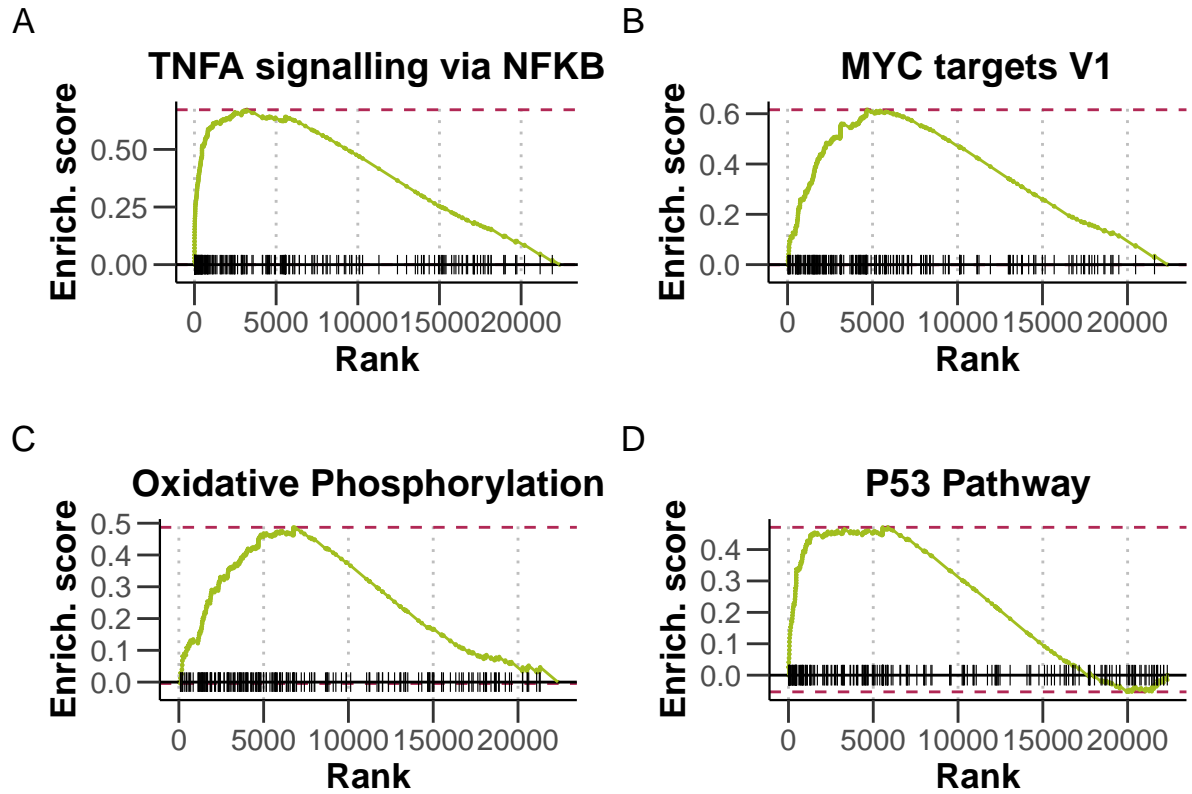 A
TNFA signalling via NFKB
Enrich. score
0.50
0.25
0.00
0 5000 10000 15000 20000
Rank
B
MYC targets V1
Enrich. score
0.6
0.4
0.2
0.0
0 5000 10000 15000 20000
Rank
C
Oxidative Phosphorylation
Enrich. score
0.5
0.4
0.3
0.2
0.1
0.0
0 5000 10000 15000 20000
Rank
D
P53 Pathway
Enrich. score
0.4
0.3
0.2
0.1
0.0
0 5000 10000 15000 20000
Rank